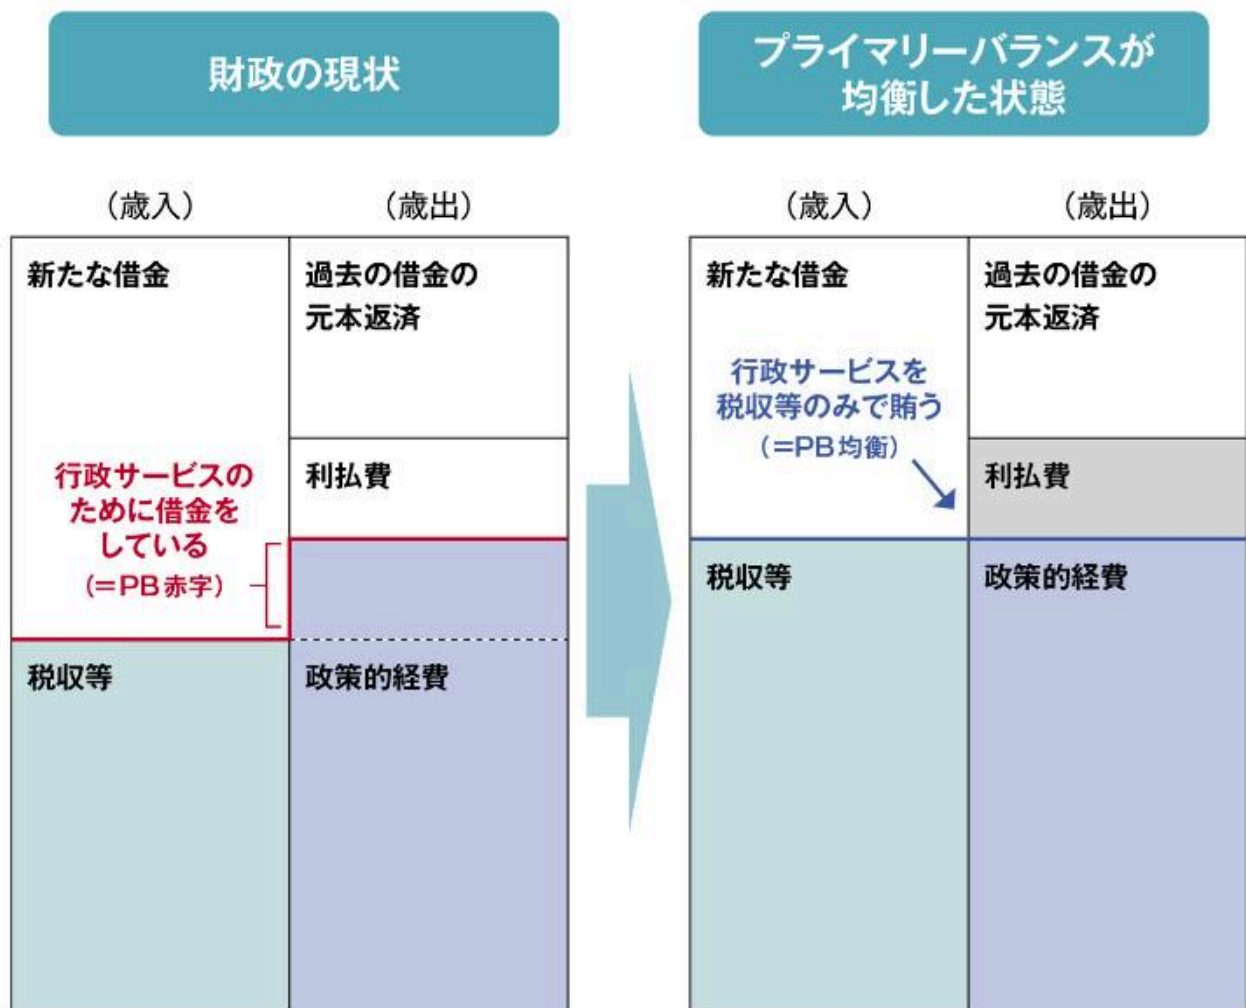 財政の現状
プライマリーバランスが
均衡した状態
（歳入）
（歳出）
新たな借金
過去の借金の
元本返済
行政サービスの
ために借金を
している
（＝PB赤字）
利払費
税収等
政策的経費
（歳入）
（歳出）
新たな借金
過去の借金の
元本返済
行政サービスを
税収等のみで賄う
（＝PB均衡）
利払費
税収等
政策的経費